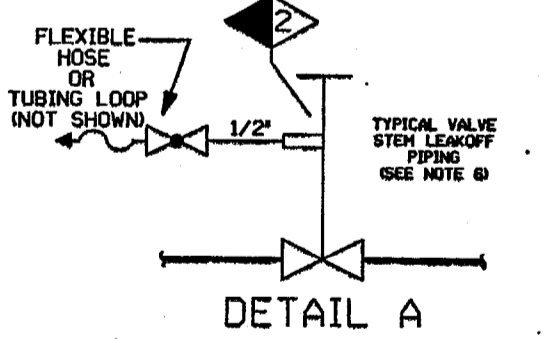 2
FLEXIBLE
HOSE
OR
TUBING LOOP
(NOT SHOWN)
1/2"
TYPICAL VALVE
STEM LEAKOFF
PIPING
(SEE NOTE 6)
DETAIL A